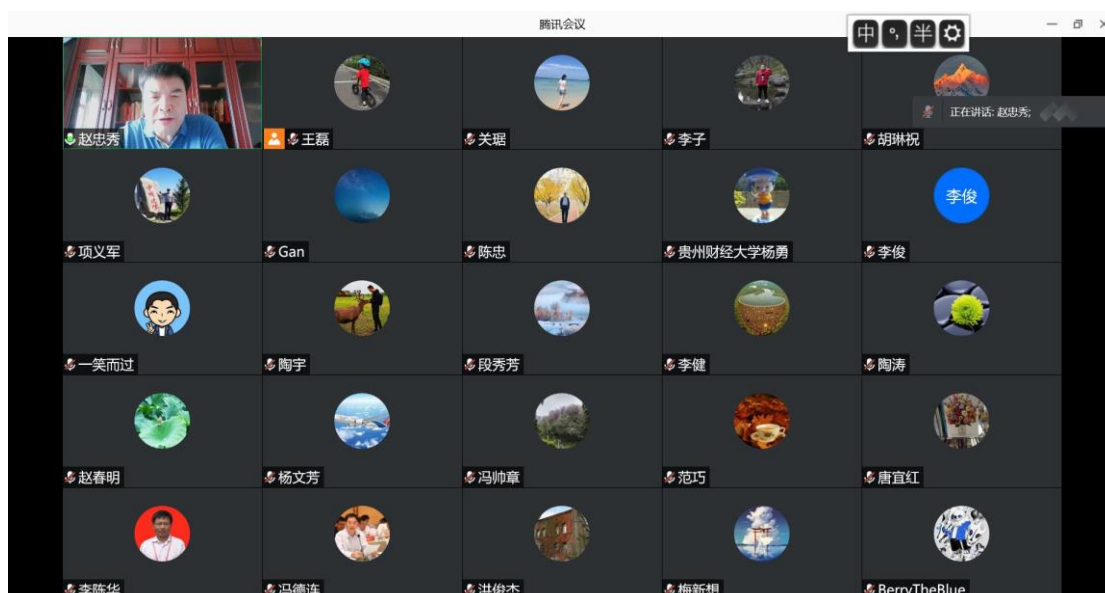 腾讯会议
中 °, 半
正在讲话: 赵忠秀;
赵忠秀
王磊
关琚
李子
胡琳祝
项义军
Gan
陈忠
贵州财经大学杨勇
李俊
李俊
一笑而过
陶宇
段秀芳
李健
陶涛
赵春明
杨文芳
冯帅章
范巧
唐宜红
李陈华
冯德连
洪俊杰
梅新想
BerryTheBlue